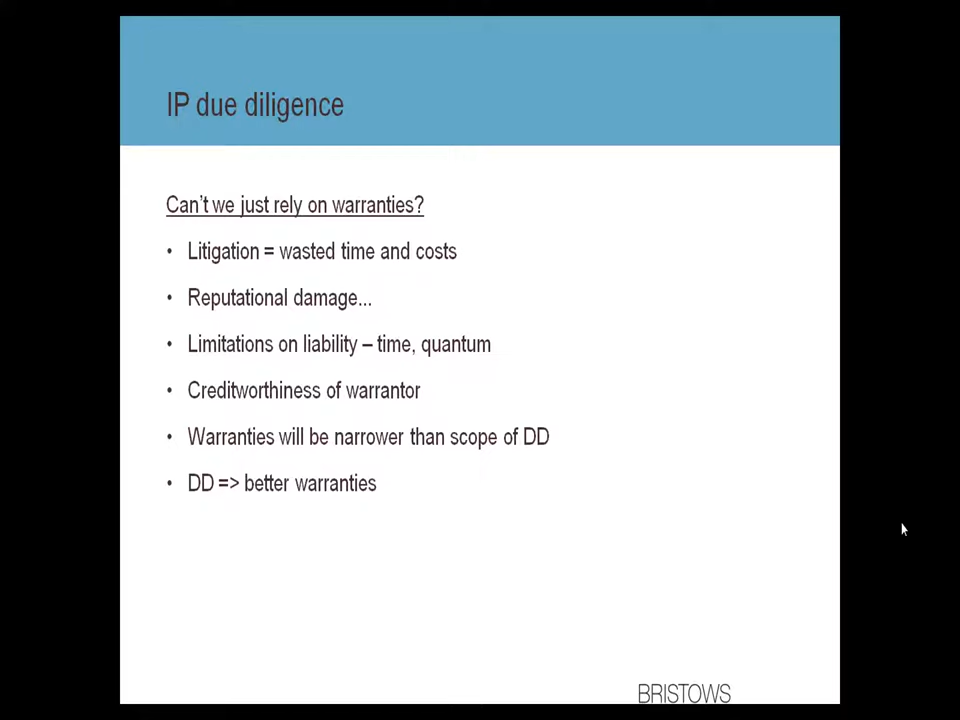 IP due diligence
Can't we just rely on warranties?
• Litigation = wasted time and costs
• Reputational damage...
• Limitations on liability – time, quantum
• Creditworthiness of warrantor
• Warranties will be narrower than scope of DD
• DD => better warranties
BRISTOWS